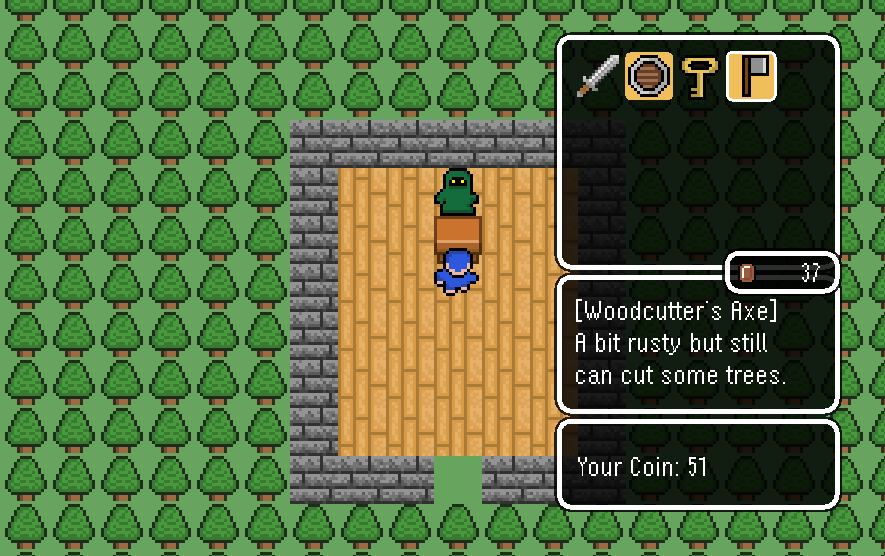 37
[Woodcutter's Axe]
A bit rusty but still
can cut some trees.
Your Coin: 51